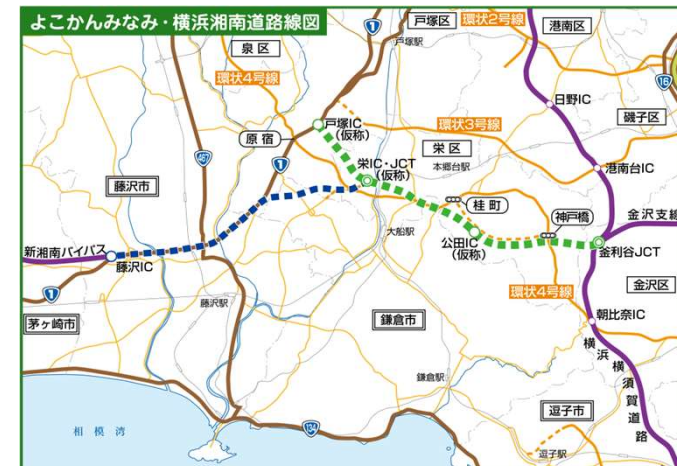 よこかんみなみ・横浜湘南道路線図
1
戸塚区
環状2号線
港南区
泉区
戸塚駅
16
環状4号線
日野IC
戸塚IC
(仮称)
環状3号線
磯子区
原宿
栄区
467
1
栄IC・JCT
(仮称)
本郷台駅
港南台IC
藤沢市
桂町
神戸橋
金沢支線
大船駅
公田IC
(仮称)
新湘南バイパス
藤沢IC
釜利谷JCT
1
環状4号線
金沢区
藤沢駅
鎌倉市
朝比奈IC
茅ヶ崎市
横浜横須賀道路
鎌倉駅
相模湾
134
逗子市
逗子駅